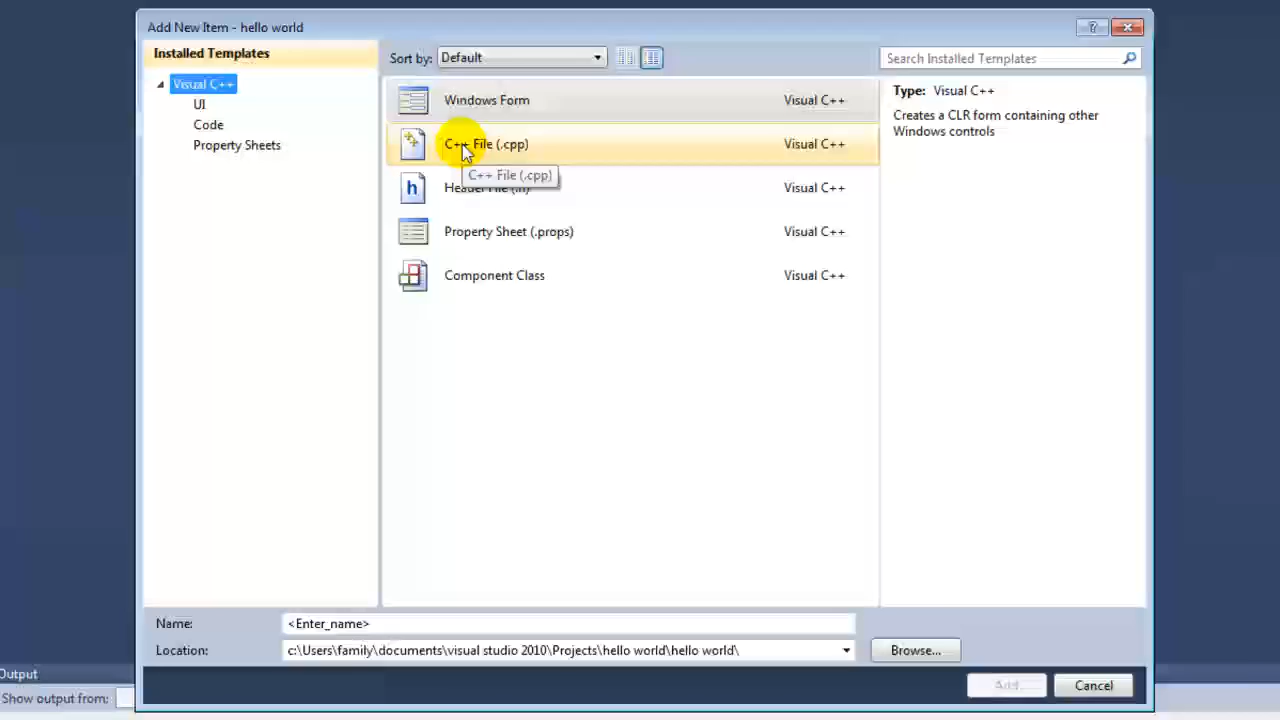 Add New Item - hello world
Installed Templates
Sort by: Default
Search Installed Templates
Visual C++
UI
Code
Property Sheets
Windows Form Visual C++
C++ File (.cpp) Visual C++
C++ File (.cpp)
Header File (.h) Visual C++
Property Sheet (.props) Visual C++
Component Class Visual C++
Type: Visual C++
Creates a CLR form containing other
Windows controls
Name: <Enter_name>
Location: c:\Users\family\documents\visual studio 2010\Projects\hello world\hello world\
Browse...
Add
Cancel
Output
Show output from: